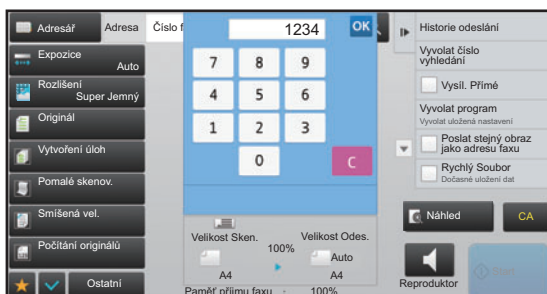 Adresář
Adresa
Číslo f
1234
OK
Historie odeslání
Vyvolat číslo
vyhledání
Vysíl. Přímé
Vyvolat program
Vyvolat uložená nastavení
Poslat stejný obraz
jako adresu faxu
Rychlý Soubor
Dočasné uložení dat
Náhled
CA
Reproduktor
Start
Expozice
Auto
Rozlišení
Super Jemný
Originál
Vytvoření úloh
Pomalé skenov.
Smíšená vel.
Počítání originálů
Ostatní
7 8 9
4 5 6
1 2 3
0 C
Velikost Sken.
100%
Velikost Odes.
Auto
A4
A4
Paměť příjmu faxu : 100%